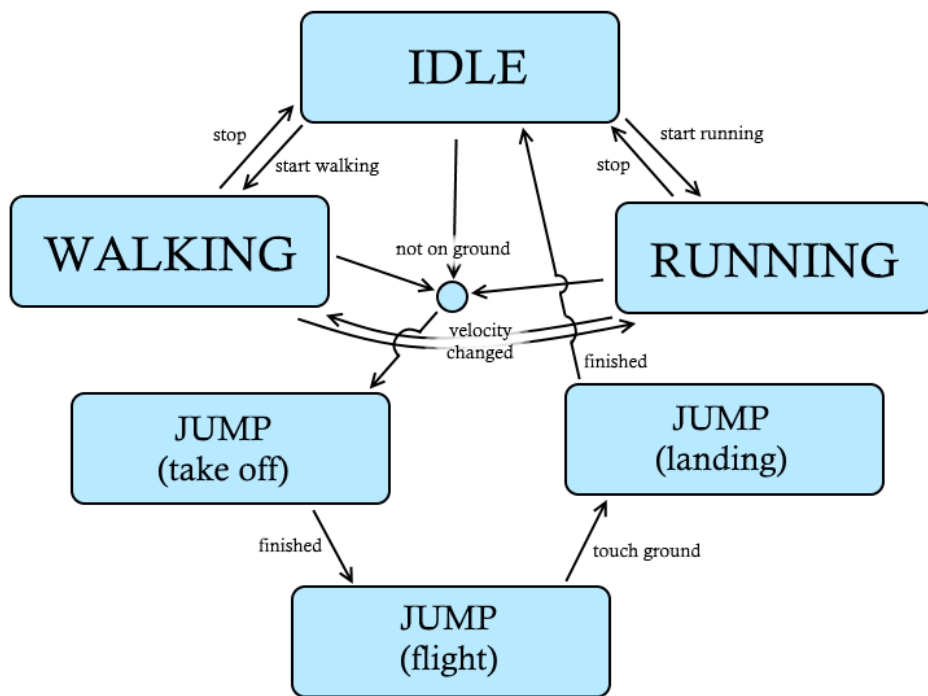 IDLE
stop
start running
start walking
stop
WALKING
not on ground
RUNNING
velocity
changed
finished
JUMP
(take off)
JUMP
(landing)
finished
touch ground
JUMP
(flight)